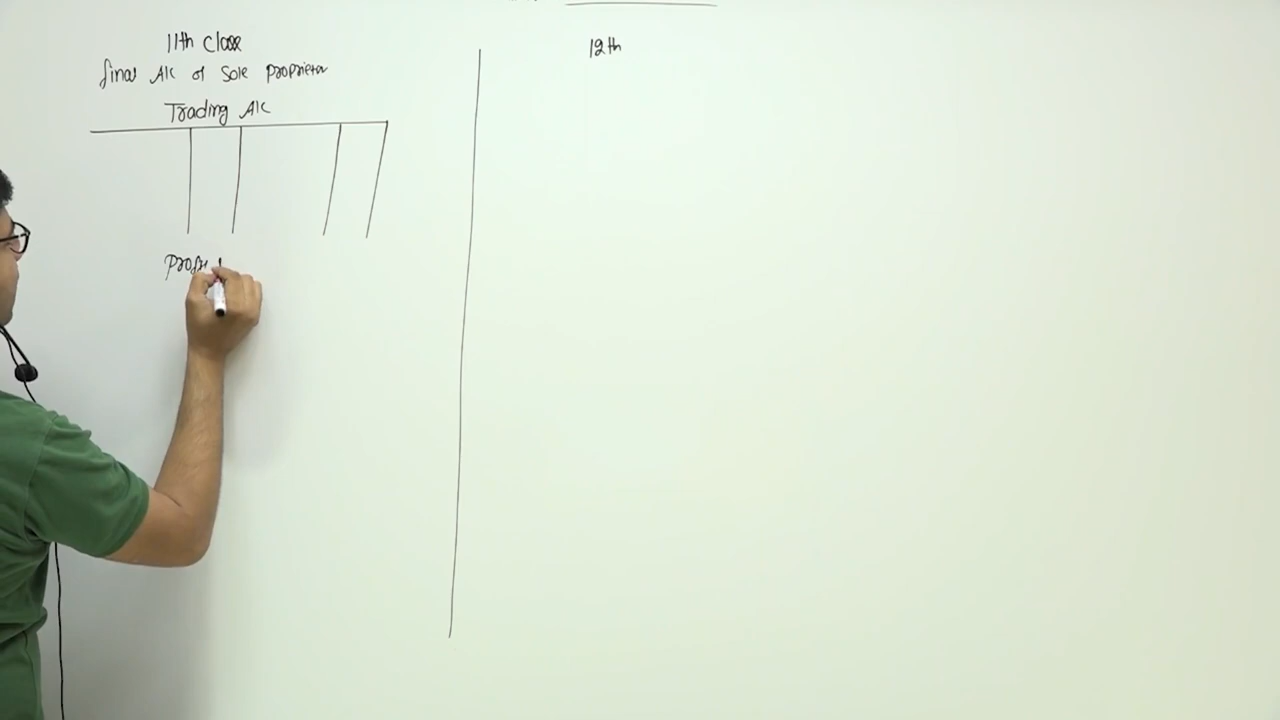 11th Class
final A/C of Sole proprietor
Trading A/C
12th